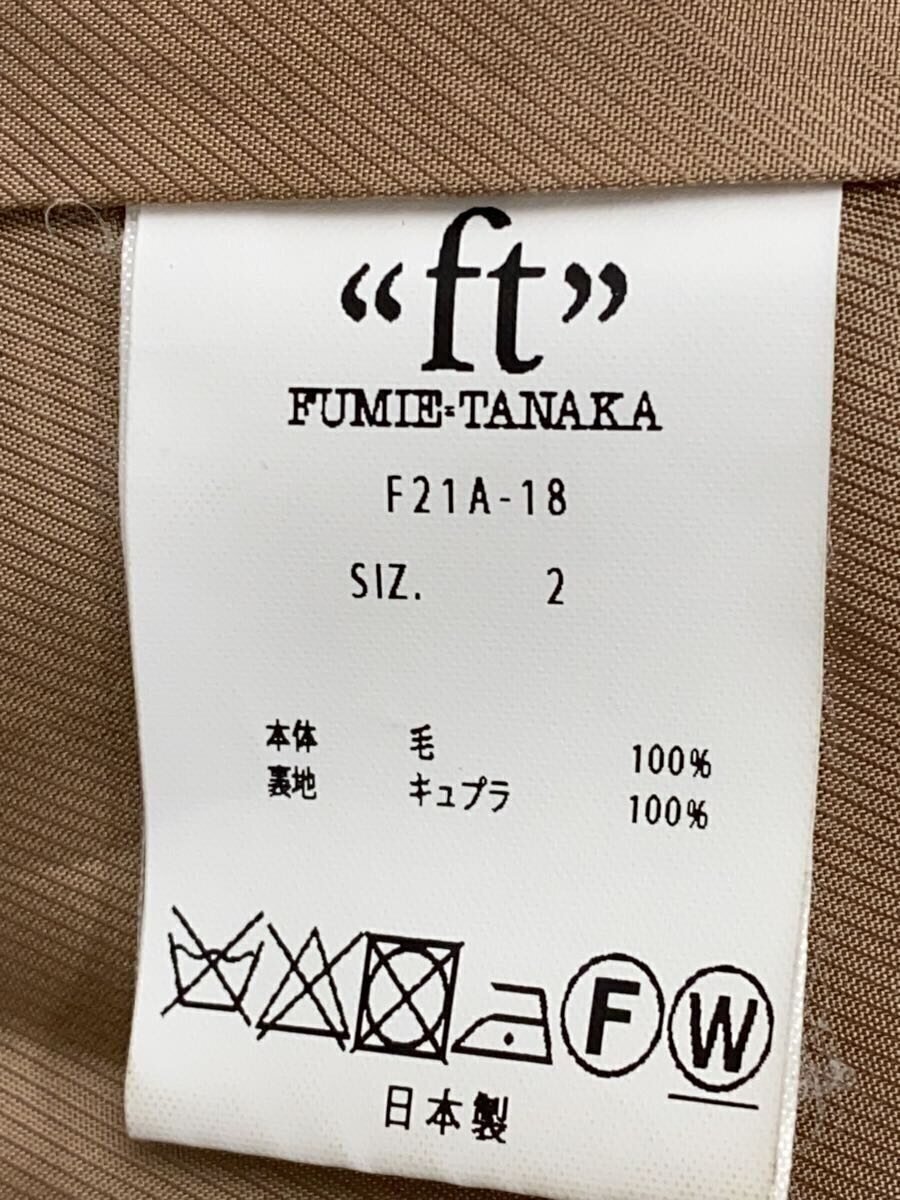 “ft”
FUMIE=TANAKA
F21A-18
SIZ. 2
本体 毛 100%
裏地 キュプラ 100%
F W
日本製